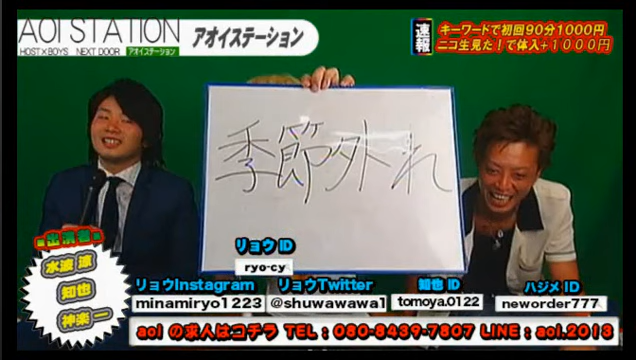 AOI STATION
HOST×BOYS NEXT DOOR アオイステーション
アオイステーション
速報
キーワードで初回90分1000円
ニコ生見た!で体入+1000円
季節外れ
出演者
水波 涼
知也
神楽 一
リョウ ID
ryo-cy
リョウInstagram
minamiryo1223
リョウTwitter
@shuwawawa1
知也 ID
tomoya.0122
ハジメ ID
neworder777
aoi の求人はコチラ TEL : 080-8439-7807 LINE : aoi.2013